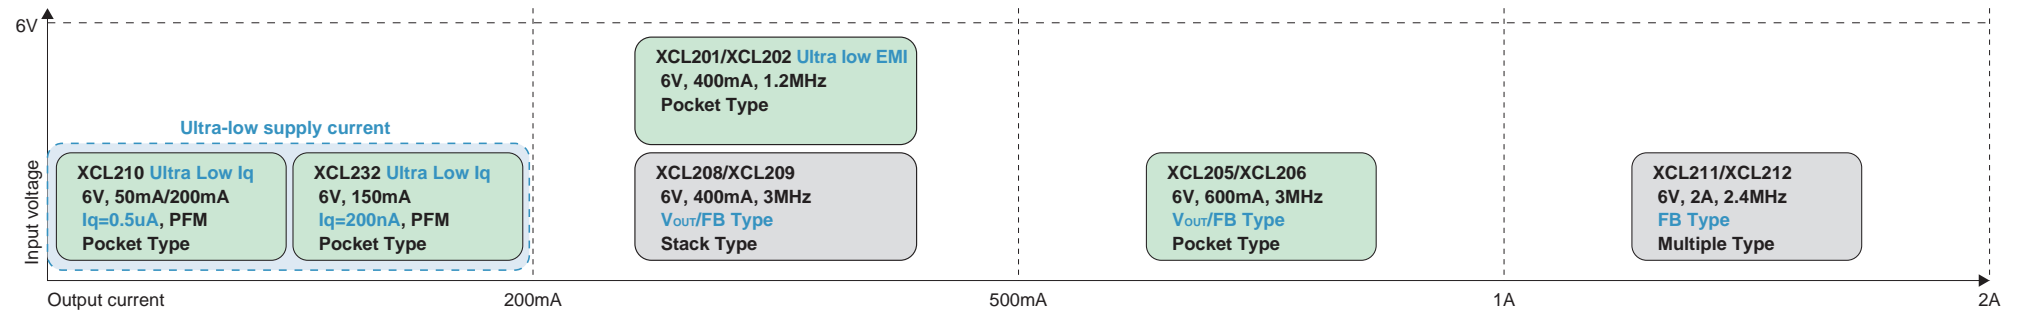 6V
XCL201/XCL202 Ultra low EMI
6V, 400mA, 1.2MHz
Pocket Type
Ultra-low supply current
Input voltage
XCL210 Ultra Low Iq
6V, 50mA/200mA
Iq=0.5uA, PFM
Pocket Type
XCL232 Ultra Low Iq
6V, 150mA
Iq=200nA, PFM
Pocket Type
XCL208/XCL209
6V, 400mA, 3MHz
VOUT/FB Type
Stack Type
XCL205/XCL206
6V, 600mA, 3MHz
VOUT/FB Type
Pocket Type
XCL211/XCL212
6V, 2A, 2.4MHz
FB Type
Multiple Type
Output current
200mA
500mA
1A
2A